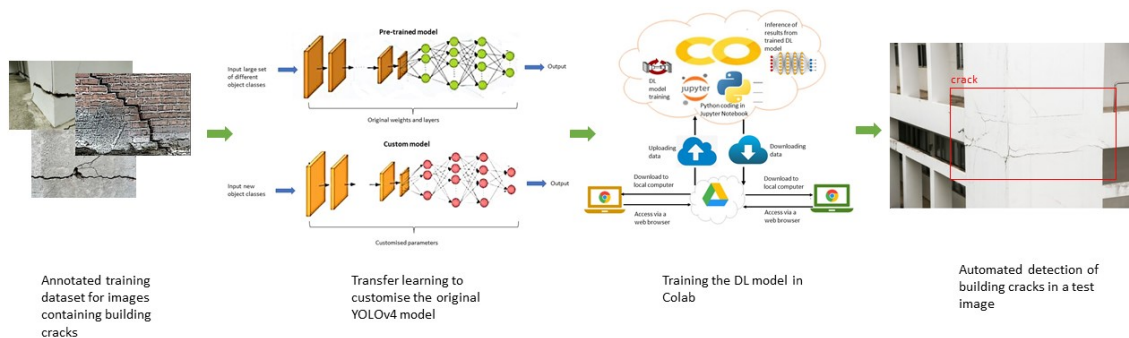 Pre-trained model
Input large set
of different
object classes
Output
Original weights and layers
Custom model
Input new
object classes
Output
Customised parameters
Inference of
results from
trained DL
model
DL
model
training
jupyter
Python coding in
Jupyter Notebook
Uploading
data
Downloading
data
Download to
local computer
Access via a
web browser
Download to
local computer
Access via a
web browser
crack
Annotated training
dataset for images
containing building
cracks
Transfer learning to
customise the original
YOLOv4 model
Training the DL model in
Colab
Automated detection of
building cracks in a test
image